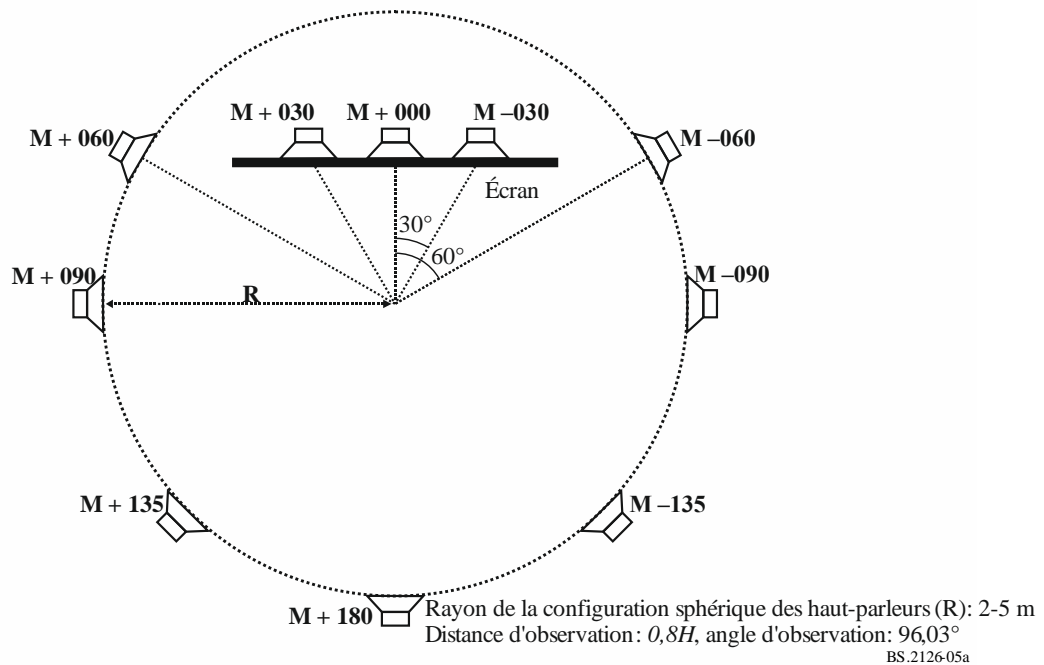 M + 030
M + 000
M –030
M + 060
M –060
Écran
30°
60°
M + 090
R
M –090
M + 135
M –135
M + 180
Rayon de la configuration sphérique des haut-parleurs (R): 2-5 m
Distance d'observation: 0,8H, angle d'observation: 96,03°
BS.2126-05a